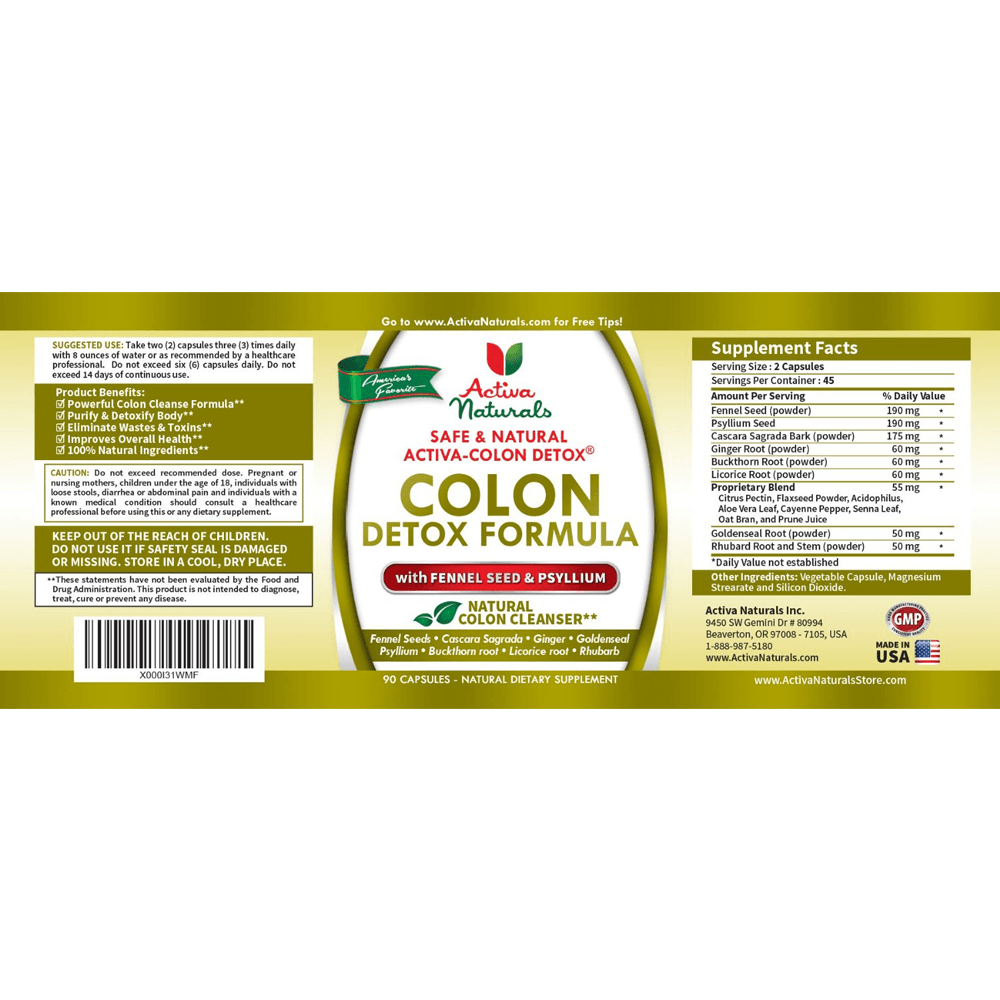 Go to www.ActivaNaturals.com for Free Tips!
SUGGESTED USE: Take two (2) capsules three (3) times daily
with 8 ounces of water or as recommended by a healthcare
professional. Do not exceed six (6) capsules daily. Do not
exceed 14 days of continuous use.
Product Benefits:
Powerful Colon Cleanse Formula**
Purify & Detoxify Body**
Eliminate Wastes & Toxins**
Improves Overall Health**
100% Natural Ingredients**
CAUTION: Do not exceed recommended dose. Pregnant or
nursing mothers, children under the age of 18, individuals with
loose stools, diarrhea or abdominal pain and individuals with a
known medical condition should consult a healthcare
professional before using this or any dietary supplement.
KEEP OUT OF THE REACH OF CHILDREN.
DO NOT USE IT IF SAFETY SEAL IS DAMAGED
OR MISSING. STORE IN A COOL, DRY PLACE.
**These statements have not been evaluated by the Food and
Drug Administration. This product is not intended to diagnose,
treat, cure or prevent any disease.
X000I31WMF
America's
Favorite
Activa
Naturals
SAFE & NATURAL
ACTIVA-COLON DETOX®
COLON
DETOX FORMULA
with FENNEL SEED & PSYLLIUM
NATURAL
COLON CLEANSER**
Fennel Seeds • Cascara Sagrada • Ginger • Goldenseal
Psyllium • Buckthorn root • Licorice root • Rhubarb
90 CAPSULES - NATURAL DIETARY SUPPLEMENT
Supplement Facts
Serving Size : 2 Capsules
Servings Per Container : 45
Amount Per Serving % Daily Value
Fennel Seed (powder) 190 mg *
Psyllium Seed 190 mg *
Cascara Sagrada Bark (powder) 175 mg *
Ginger Root (powder) 60 mg *
Buckthorn Root (powder) 60 mg *
Licorice Root (powder) 60 mg *
Proprietary Blend 55 mg *
Citrus Pectin, Flaxseed Powder, Acidophilus,
Aloe Vera Leaf, Cayenne Pepper, Senna Leaf,
Oat Bran, and Prune Juice
Goldenseal Root (powder) 50 mg *
Rhubard Root and Stem (powder) 50 mg *
*Daily Value not established
Other Ingredients: Vegetable Capsule, Magnesium
Strearate and Silicon Dioxide.
Activa Naturals Inc.
9450 SW Gemini Dr # 80994
Beaverton, OR 97008 - 7105, USA
1-888-987-5180
www.ActivaNaturals.com
GMP
MADE IN
USA
www.ActivaNaturalsStore.com